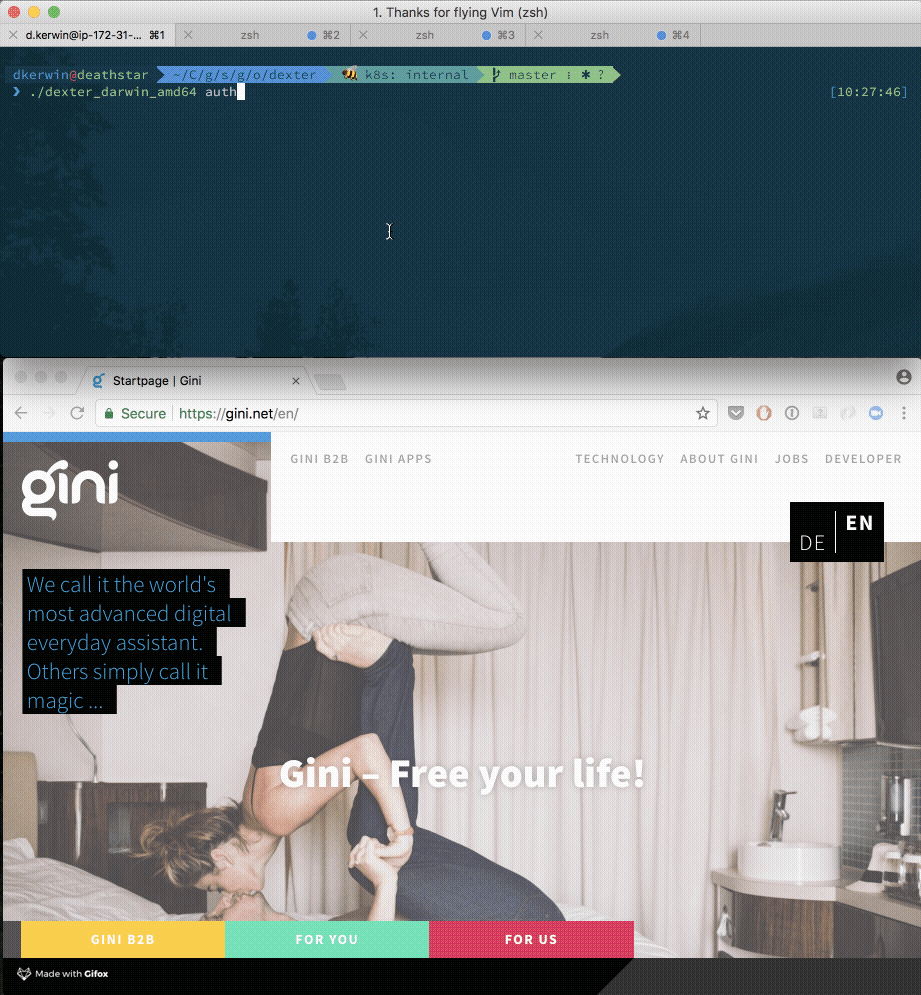 1. Thanks for flying Vim (zsh)
d.kerwin@ip-172-31-... ⌘1 zsh ⌘2 zsh ⌘3 zsh ⌘4
dkerwin@deathstar ~/C/g/s/g/o/dexter k8s: internal master : ✱ ?
❯ ./dexter_darwin_amd64 auth [10:27:46]
Startpage | Gini
Secure https://gini.net/en/
gini
GINI B2B GINI APPS TECHNOLOGY ABOUT GINI JOBS DEVELOPER
DE EN
We call it the world's
most advanced digital
everyday assistant.
Others simply call it
magic ...
Gini – Free your life!
GINI B2B FOR YOU FOR US
Made with Gifox